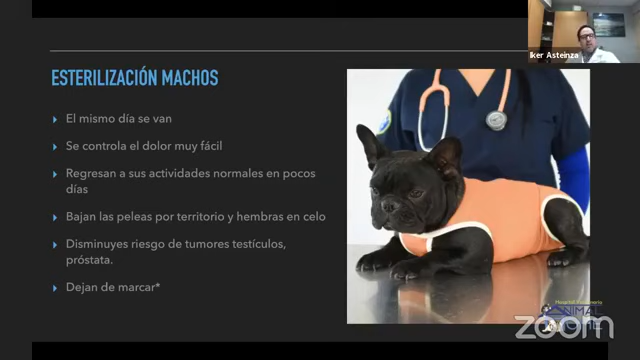 Iker Asteinza
ESTERILIZACIÓN MACHOS
El mismo día se van
Se controla el dolor muy fácil
Regresan a sus actividades normales en pocos
días
Bajan las peleas por territorio y hembras en celo
Disminuyes riesgo de tumores testículos,
próstata.
Dejan de marcar*
zoom